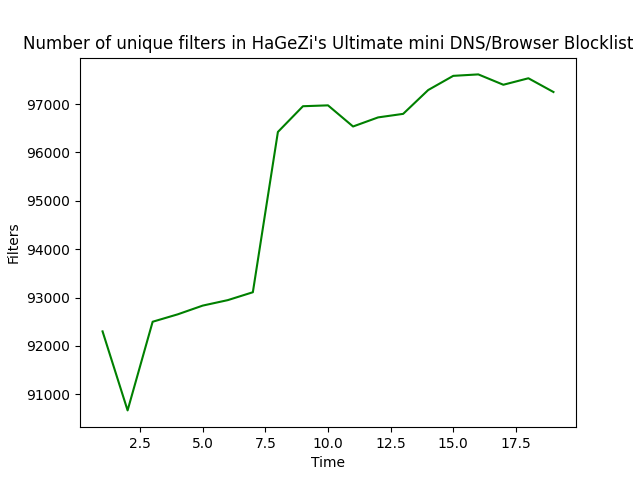 Number of unique filters in HaGeZi's Ultimate mini DNS/Browser Blocklist
97000
96000
95000
94000
93000
92000
91000
Filters
2.5 5.0 7.5 10.0 12.5 15.0 17.5
Time